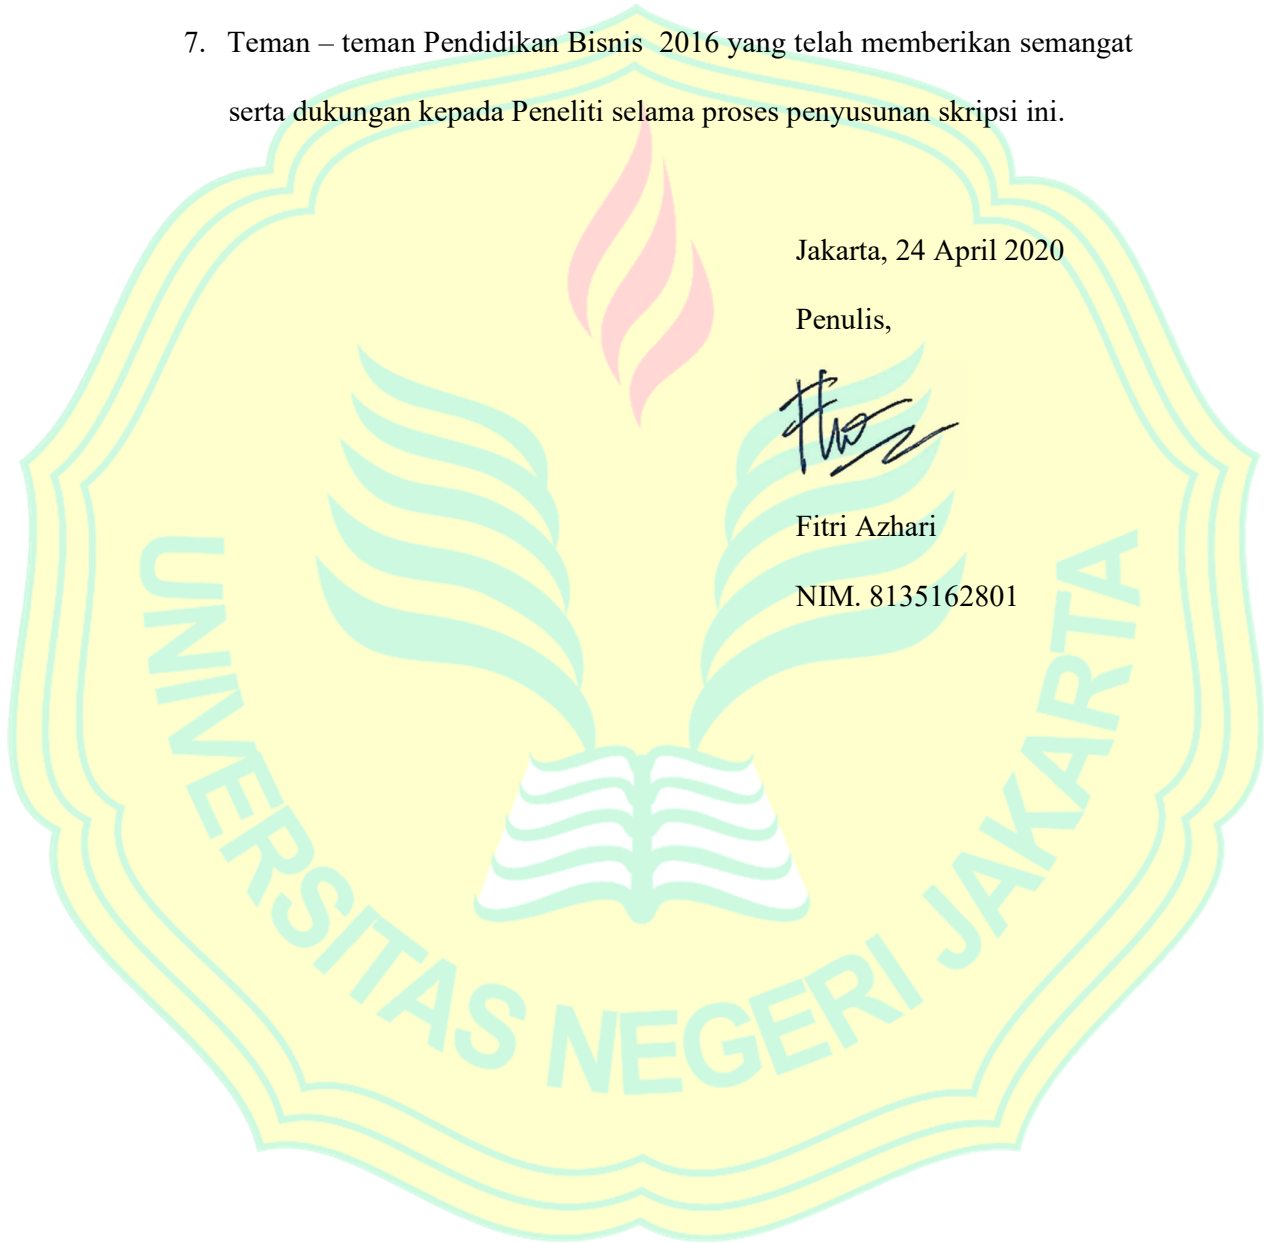 7. Teman – teman Pendidikan Bisnis  2016 yang telah memberikan semangat
serta dukungan kepada Peneliti selama proses penyusunan skripsi ini.
Jakarta, 24 April 2020
Penulis,
Fitri Azhari
NIM. 8135162801
UNIVERSITAS NEGERI JAKARTA